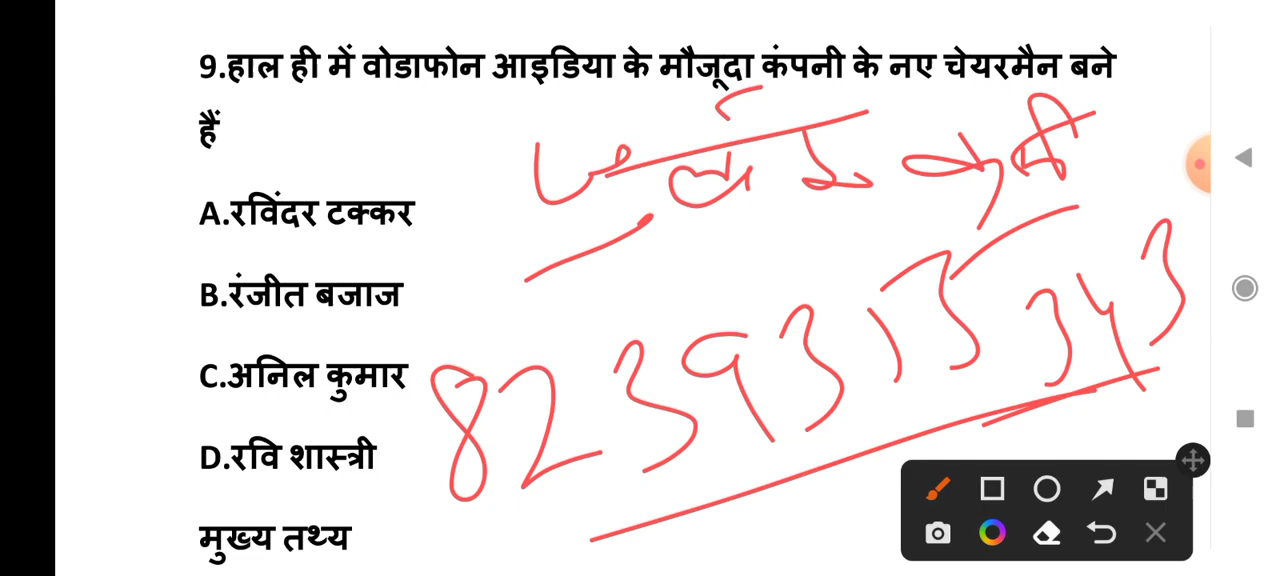 9.हाल ही में वोडाफोन आइडिया के मौजूदा कंपनी के नए चेयरमैन बने
हैं
A.रविंदर टक्कर
B.रंजीत बजाज
C.अनिल कुमार
8239313343
D.रवि शास्त्री
मुख्य तथ्य